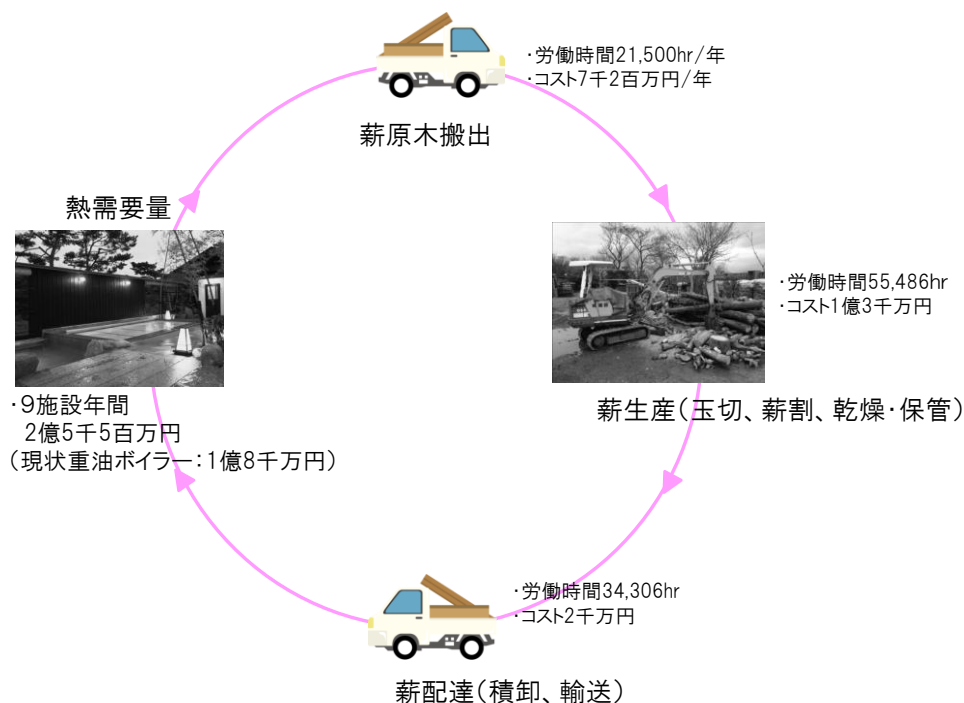 ・労働時間21,500hr/年
・コスト7千2百万円/年
薪原木搬出
熱需要量
・労働時間55,486hr
・コスト1億3千万円
薪生産(玉切、薪割、乾燥・保管)
・9施設年間
2億5千5百万円
(現状重油ボイラー:1億8千万円)
・労働時間34,306hr
・コスト2千万円
薪配達(積卸、輸送)